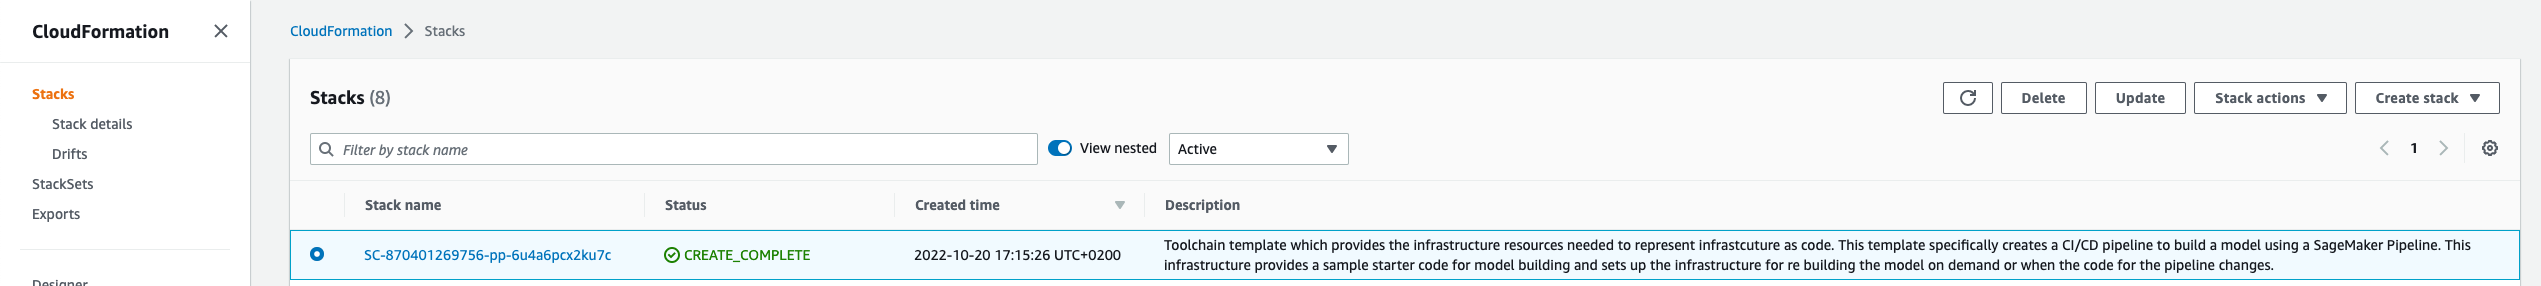 CloudFormation
Stacks
Stack details
Drifts
StackSets
Exports
Designer
CloudFormation > Stacks
Stacks (8)
Delete
Update
Stack actions
Create stack
Filter by stack name
View nested
Active
1
Stack name
Status
Created time
Description
SC-870401269756-pp-6u4a6pcx2ku7c
CREATE_COMPLETE
2022-10-20 17:15:26 UTC+0200
Toolchain template which provides the infrastructure resources needed to represent infrastcuture as code. This template specifically creates a CI/CD pipeline to build a model using a SageMaker Pipeline. This
infrastructure provides a sample starter code for model building and sets up the infrastructure for re building the model on demand or when the code for the pipeline changes.